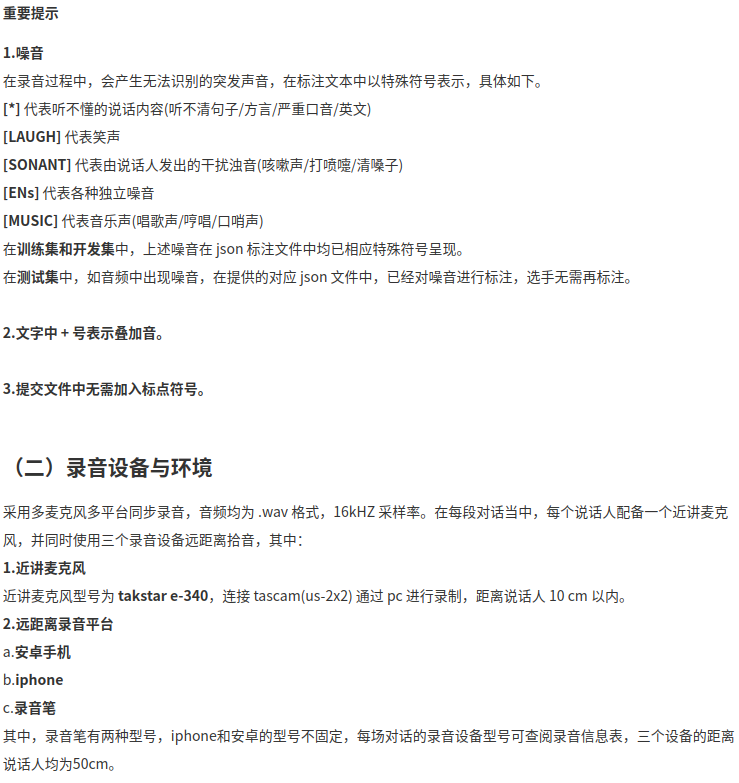 重要提示
1.噪音
在录音过程中，会产生无法识别的突发声音，在标注文本中以特殊符号表示，具体如下。
[*] 代表听不懂的说话内容(听不清句子/方言/严重口音/英文)
[LAUGH] 代表笑声
[SONANT] 代表由说话人发出的干扰浊音(咳嗽声/打喷嚏/清嗓子)
[ENs] 代表各种独立噪音
[MUSIC] 代表音乐声(唱歌声/哼唱/口哨声)
在训练集和开发集中，上述噪音在 json 标注文件中均已相应特殊符号呈现。
在测试集中，如音频中出现噪音，在提供的对应 json 文件中，已经对噪音进行标注，选手无需再标注。
2.文字中 + 号表示叠加音。
3.提交文件中无需加入标点符号。
（二）录音设备与环境
采用多麦克风多平台同步录音，音频均为 .wav 格式，16kHZ 采样率。在每段对话当中，每个说话人配备一个近讲麦克
风，并同时使用三个录音设备远距离拾音，其中：
1.近讲麦克风
近讲麦克风型号为 takstar e-340，连接 tascam(us-2x2) 通过 pc 进行录制，距离说话人 10 cm 以内。
2.远距离录音平台
a.安卓手机
b.iphone
c.录音笔
其中，录音笔有两种型号，iphone和安卓的型号不固定，每场对话的录音设备型号可查阅录音信息表，三个设备的距离
说话人均为50cm。